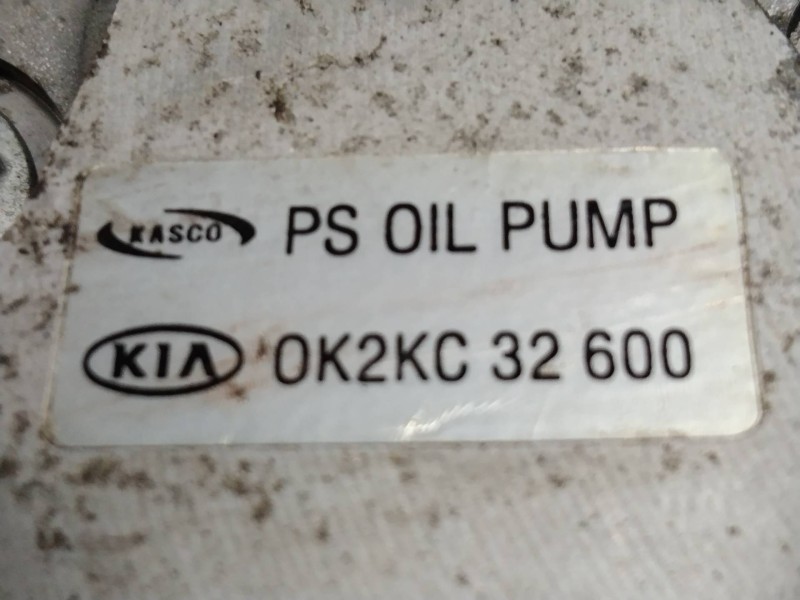 KASCO PS OIL PUMP
KIA 0K2KC 32 600